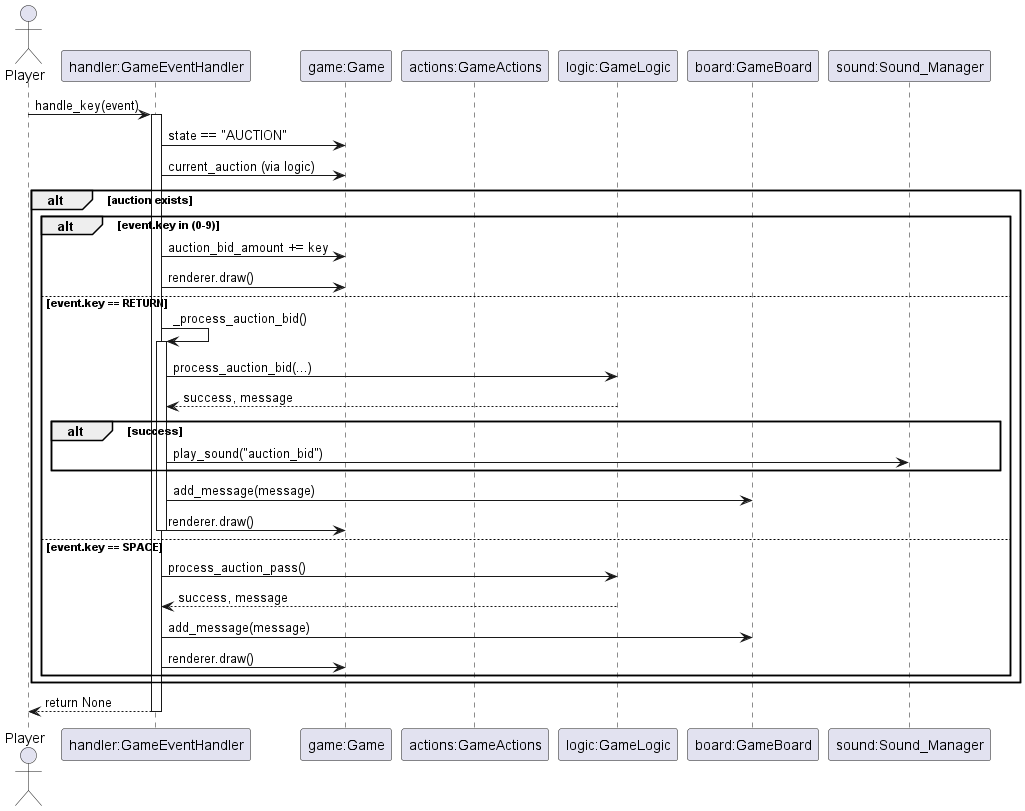 Player
handler:GameEventHandler
game:Game
actions:GameActions
logic:GameLogic
board:GameBoard
sound:Sound_Manager
handle_key(event)
state == "AUCTION"
current_auction (via logic)
alt [auction exists]
alt [event.key in (0-9)]
auction_bid_amount += key
renderer.draw()
[event.key == RETURN]
_process_auction_bid()
process_auction_bid(...)
success, message
alt [success]
play_sound("auction_bid")
add_message(message)
renderer.draw()
[event.key == SPACE]
process_auction_pass()
success, message
add_message(message)
renderer.draw()
return None
Player
handler:GameEventHandler
game:Game
actions:GameActions
logic:GameLogic
board:GameBoard
sound:Sound_Manager